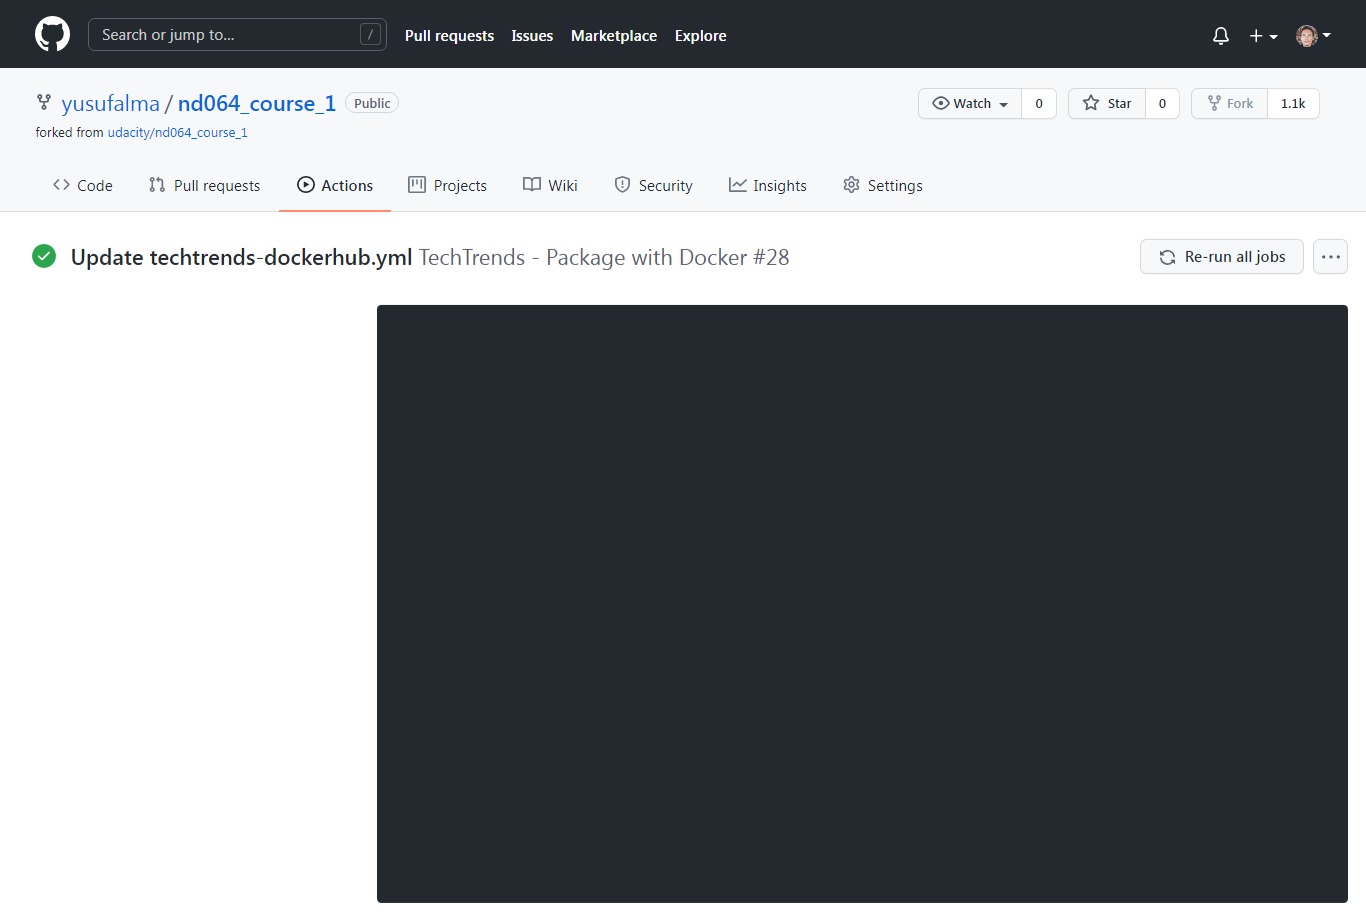 Search or jump to... /
Pull requests Issues Marketplace Explore
yusufalma / nd064_course_1 Public
Watch 0 Star 0 Fork 1.1k
forked from udacity/nd064_course_1
Code Pull requests Actions Projects Wiki Security Insights Settings
Update techtrends-dockerhub.yml TechTrends - Package with Docker #28
Re-run all jobs